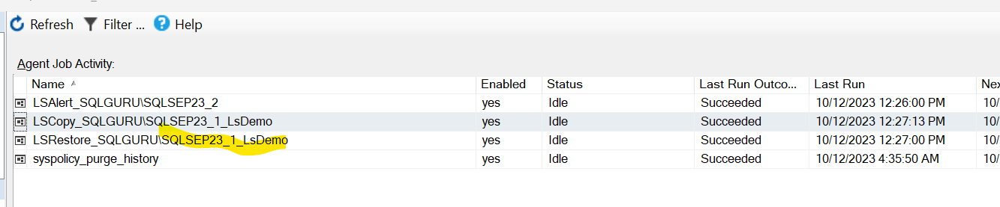 Refresh Filter ... Help
Agent Job Activity:
Name Enabled Status Last Run Outco... Last Run Nex
LSAlert_SQLGURU\SQLSEP23_2 yes Idle Succeeded 10/12/2023 12:26:00 PM 10/
LSCopy_SQLGURU\SQLSEP23_1_LsDemo yes Idle Succeeded 10/12/2023 12:27:13 PM 10/
LSRestore_SQLGURU\SQLSEP23_1_LsDemo yes Idle Succeeded 10/12/2023 12:27:00 PM 10/
syspolicy_purge_history yes Idle Succeeded 10/12/2023 4:35:50 AM 10/